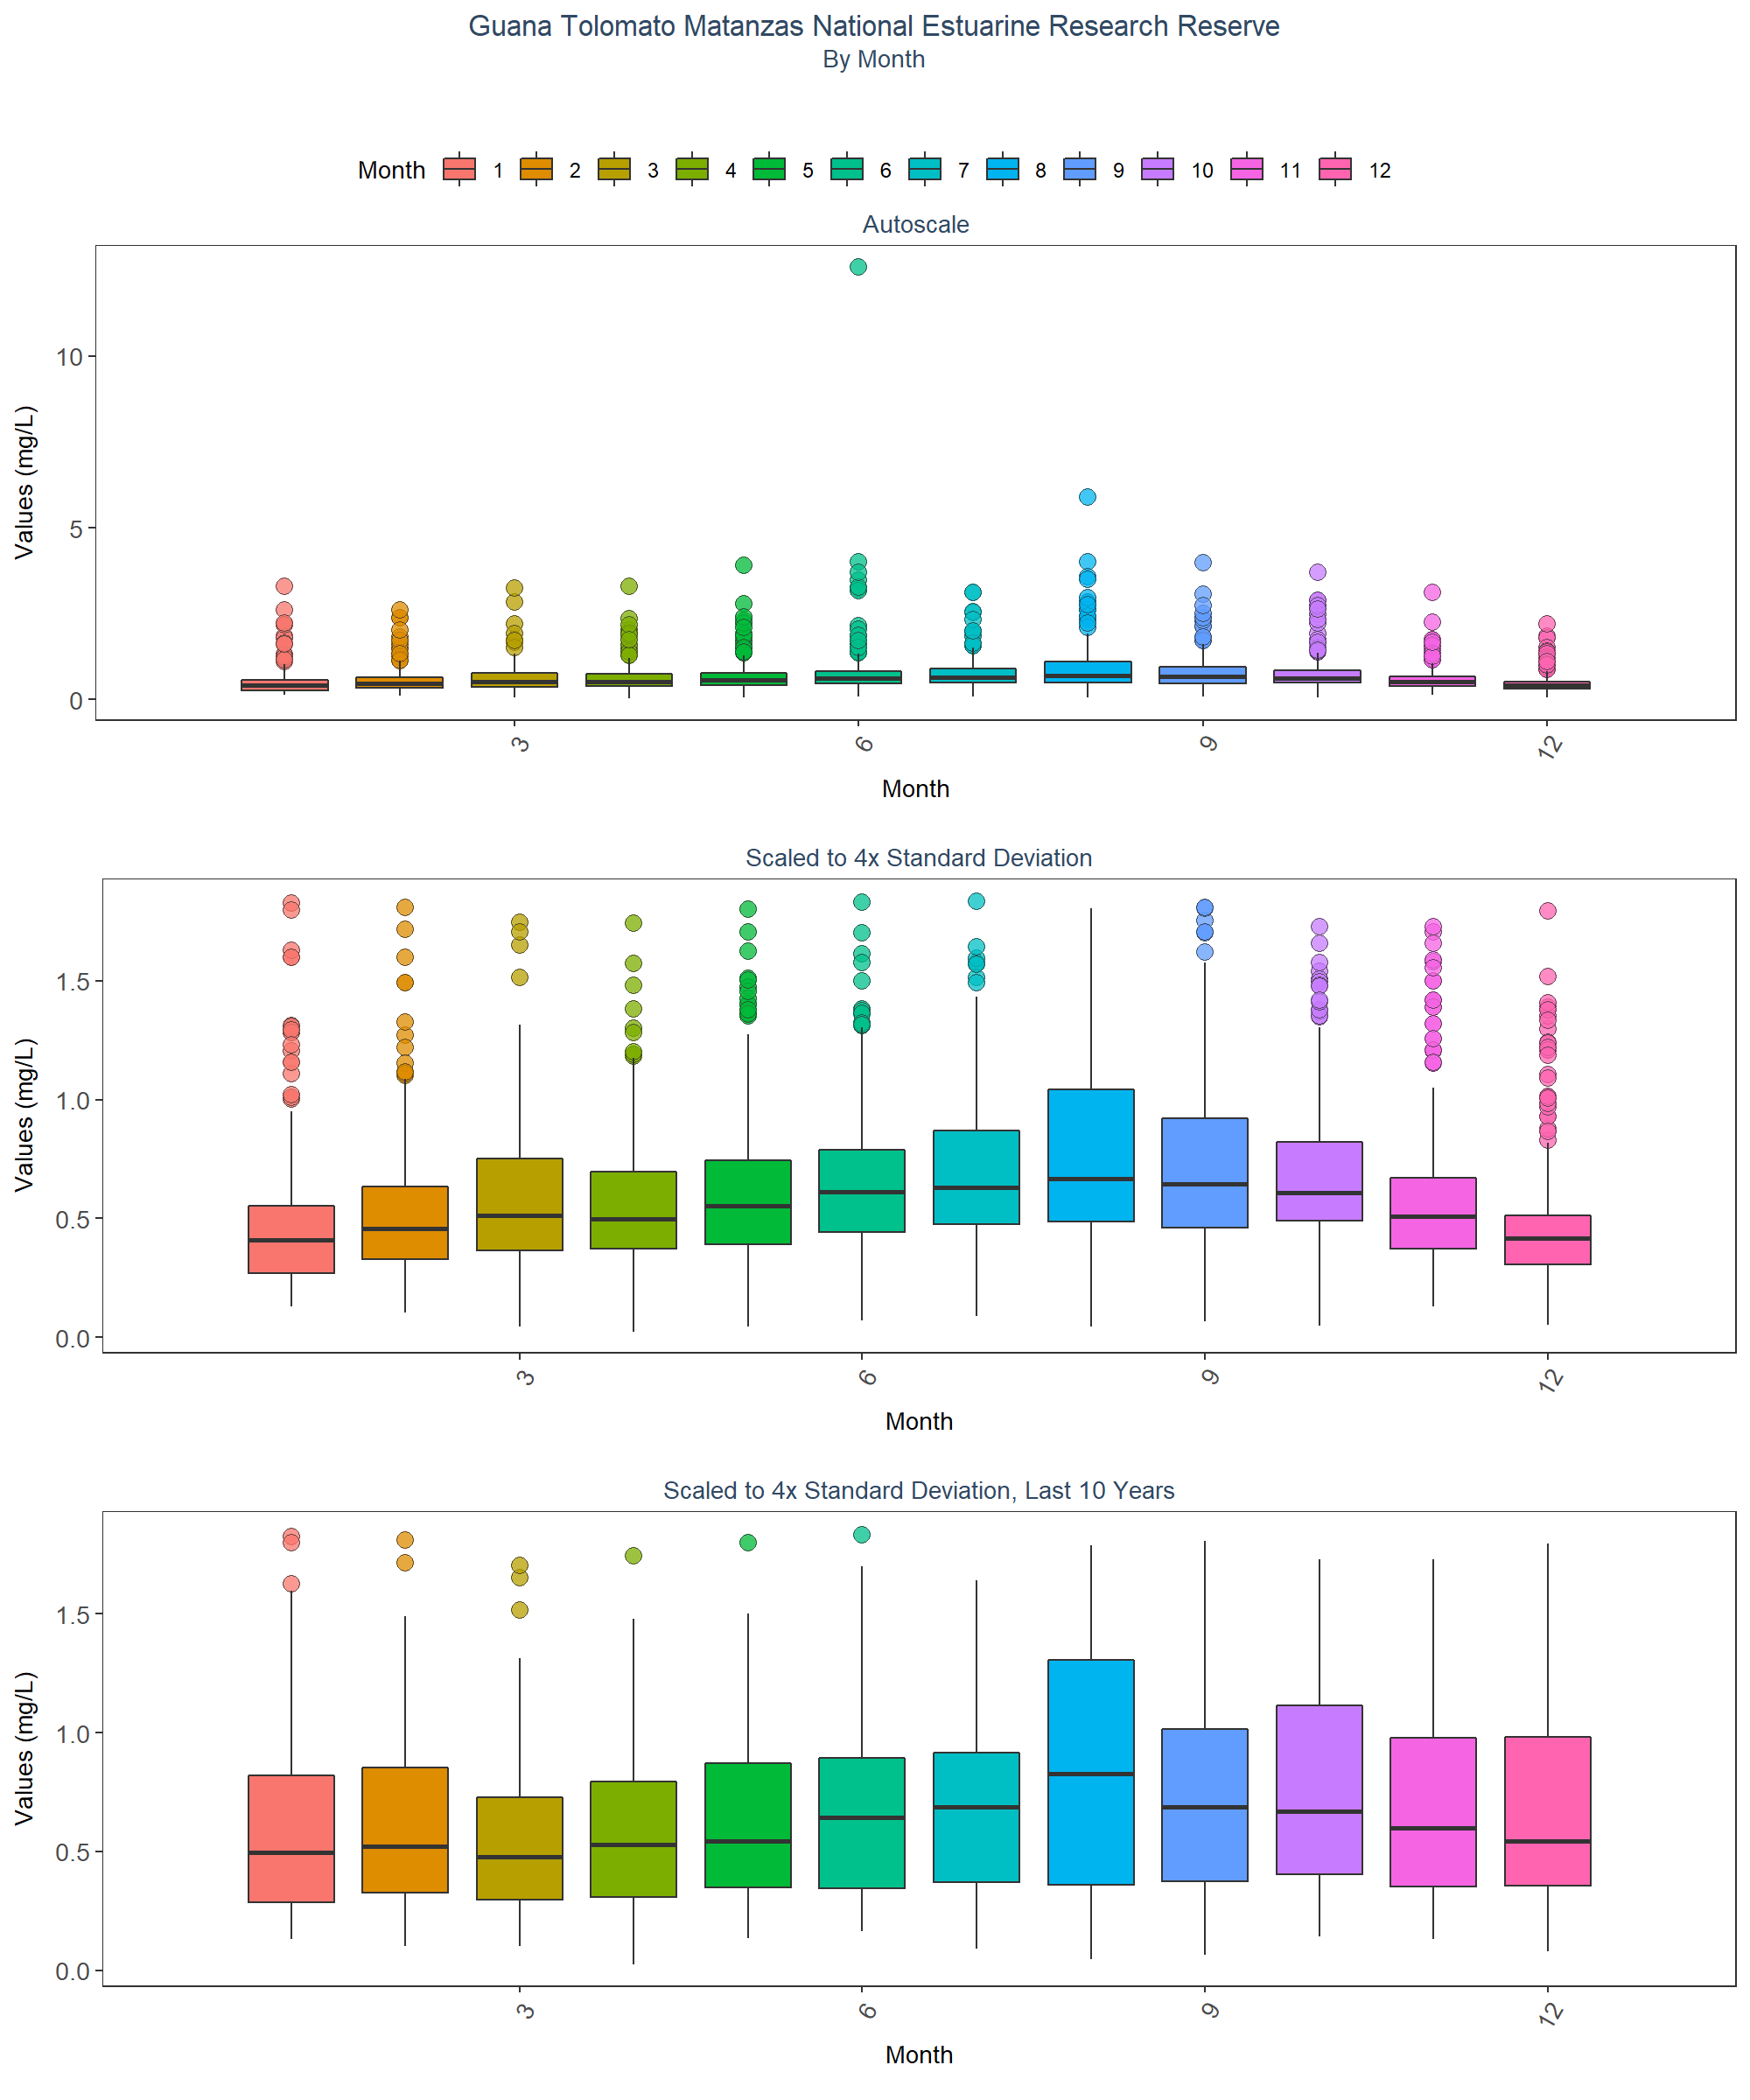 Guana Tolomato Matanzas National Estuarine Research Reserve
By Month
Month 1 2 3 4 5 6 7 8 9 10 11 12
Autoscale
Values (mg/L)
10
5
0
3 6 9 12
Month
Scaled to 4x Standard Deviation
Values (mg/L)
1.5
1.0
0.5
0.0
3 6 9 12
Month
Scaled to 4x Standard Deviation, Last 10 Years
Values (mg/L)
1.5
1.0
0.5
0.0
3 6 9 12
Month